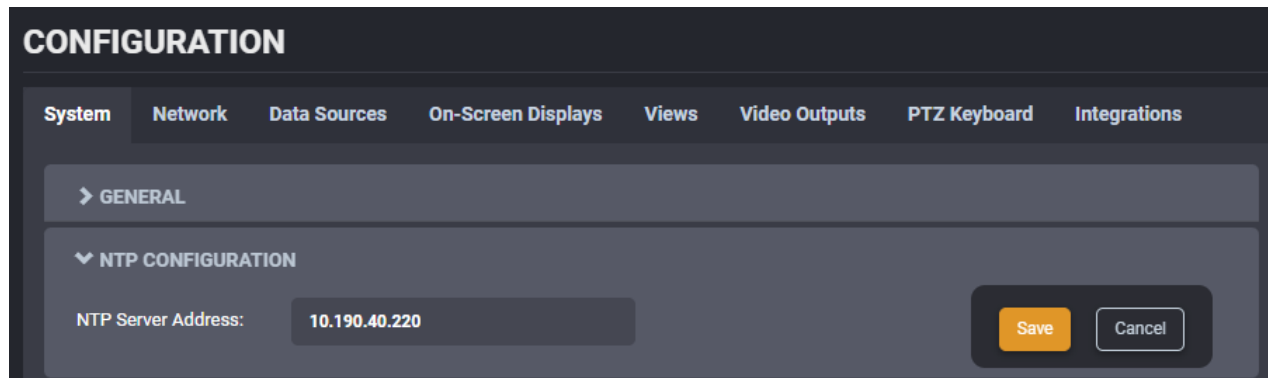 CONFIGURATION
System Network Data Sources On-Screen Displays Views Video Outputs PTZ Keyboard Integrations
GENERAL
NTP CONFIGURATION
NTP Server Address: 10.190.40.220 Save Cancel